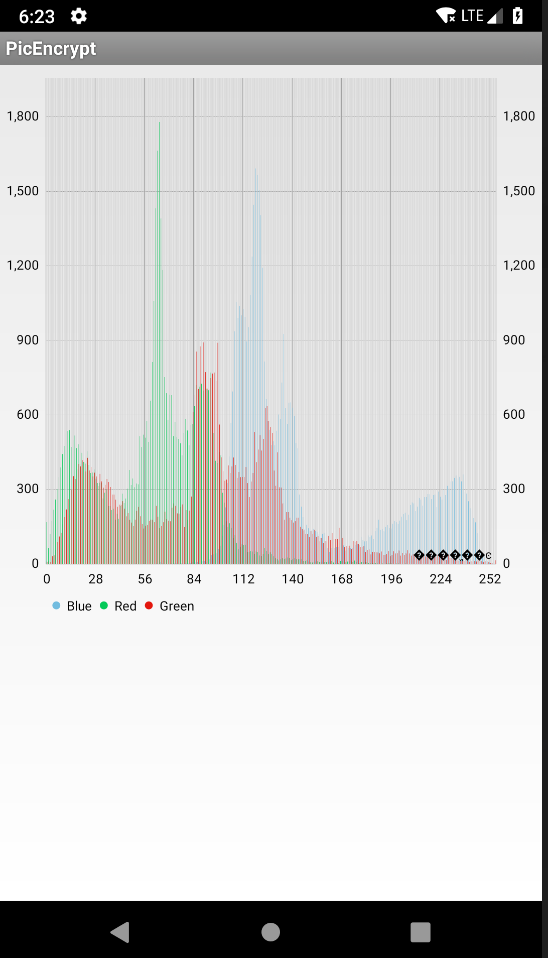 6:23 LTE
PicEncrypt
1,800 1,800
1,500 1,500
1,200 1,200
900 900
600 600
300 300
������c
0 0
0 28 56 84 112 140 168 196 224 252
Blue Red Green